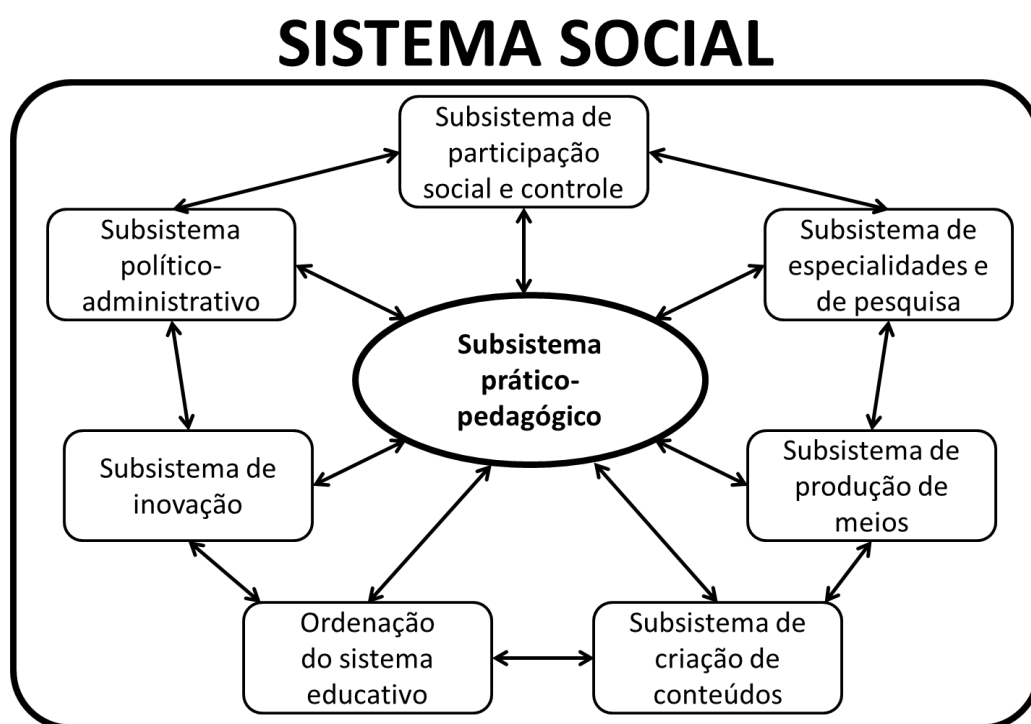 SISTEMA SOCIAL
Subsistema de
participação
social e controle
Subsistema
político-
administrativo
Subsistema de
especialidades e
de pesquisa
Subsistema
prático-
pedagógico
Subsistema de
inovação
Subsistema de
produção de
meios
Ordenação
do sistema
educativo
Subsistema de
criação de
conteúdos